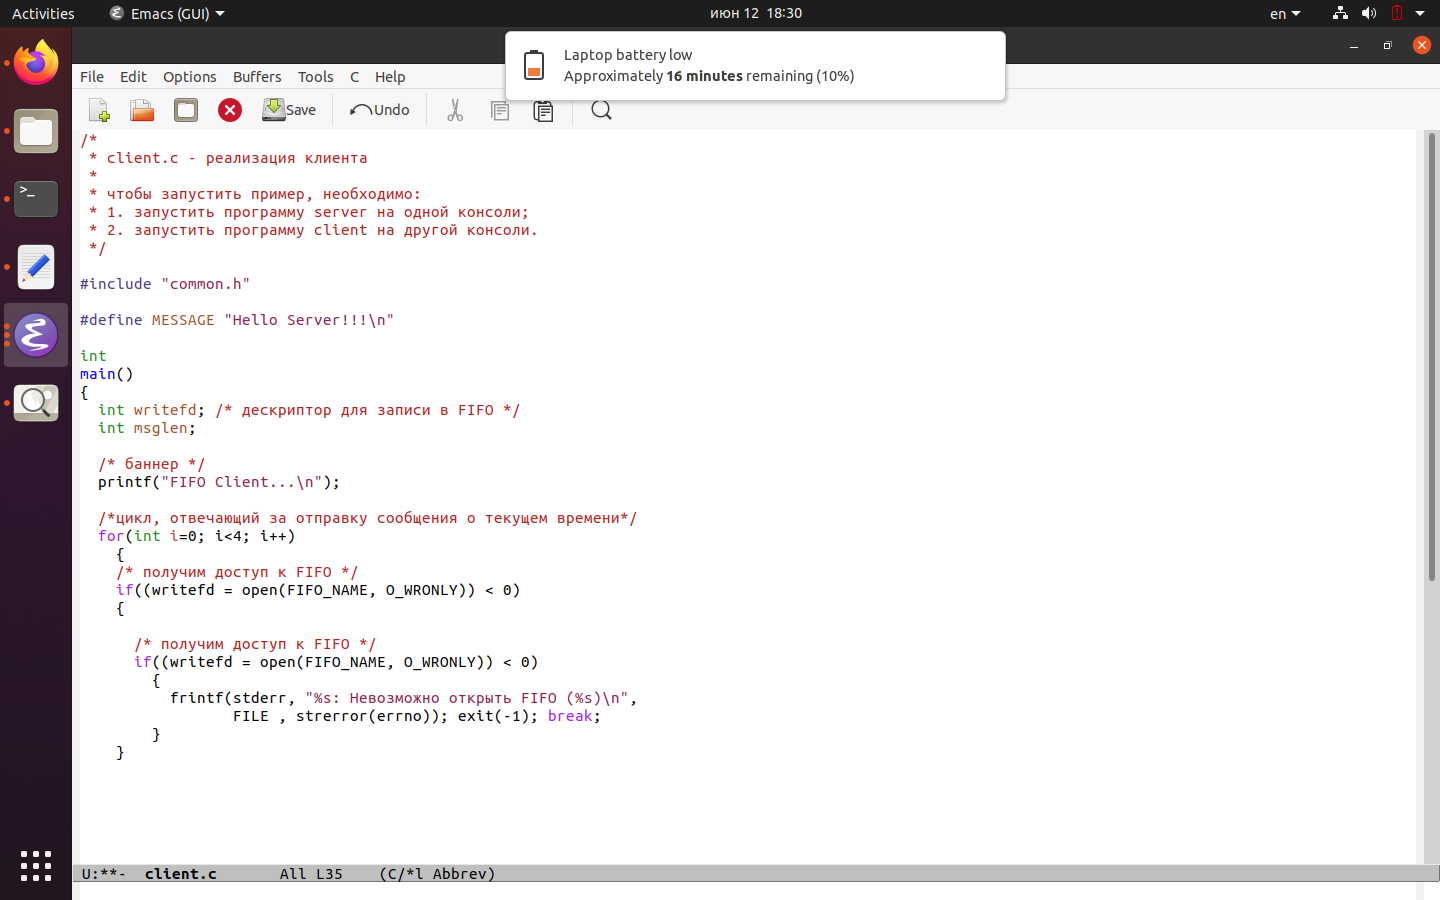 Activities Emacs (GUI) июн 12 18:30 en
Laptop battery low
Approximately 16 minutes remaining (10%)
File Edit Options Buffers Tools C Help
Save Undo
/*
 * client.c - реализация клиента
 *
 * чтобы запустить пример, необходимо:
 * 1. запустить программу server на одной консоли;
 * 2. запустить программу client на другой консоли.
 */
#include "common.h"
#define MESSAGE "Hello Server!!!\n"
int
main()
{
  int writefd; /* дескриптор для записи в FIFO */
  int msglen;
  /* баннер */
  printf("FIFO Client...\n");
  /*цикл, отвечающий за отправку сообщения о текущем времени*/
  for(int i=0; i<4; i++)
    {
    /* получим доступ к FIFO */
    if((writefd = open(FIFO_NAME, O_WRONLY)) < 0)
    {
      /* получим доступ к FIFO */
      if((writefd = open(FIFO_NAME, O_WRONLY)) < 0)
        {
          frintf(stderr, "%s: Невозможно открыть FIFO (%s)\n",
                 FILE , strerror(errno)); exit(-1); break;
        }
    }
U:**-  client.c       All L35    (C/*l Abbrev)